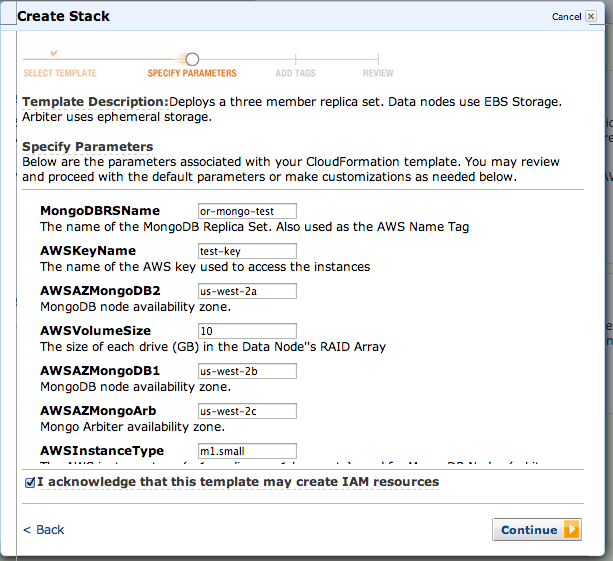 Create Stack
Cancel
SELECT TEMPLATE
SPECIFY PARAMETERS
ADD TAGS
REVIEW
Template Description:Deploys a three member replica set. Data nodes use EBS Storage.
Arbiter uses ephemeral storage.
Specify Parameters
Below are the parameters associated with your CloudFormation template. You may review
and proceed with the default parameters or make customizations as needed below.
MongoDBRSName or-mongo-test
The name of the MongoDB Replica Set. Also used as the AWS Name Tag
AWSKeyName test-key
The name of the AWS key used to access the instances
AWSAZMongoDB2 us-west-2a
MongoDB node availability zone.
AWSVolumeSize 10
The size of each drive (GB) in the Data Node''s RAID Array
AWSAZMongoDB1 us-west-2b
MongoDB node availability zone.
AWSAZMongoArb us-west-2c
Mongo Arbiter availability zone.
AWSInstanceType m1.small
I acknowledge that this template may create IAM resources
< Back
Continue